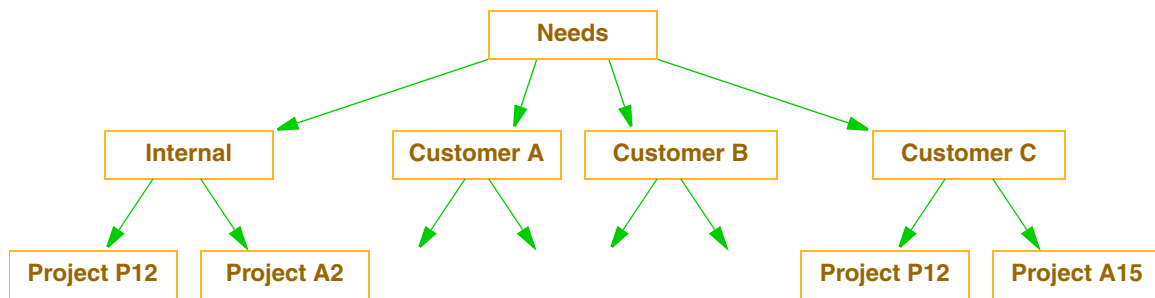 Needs
Internal
Customer A
Customer B
Customer C
Project P12
Project A2
Project P12
Project A15